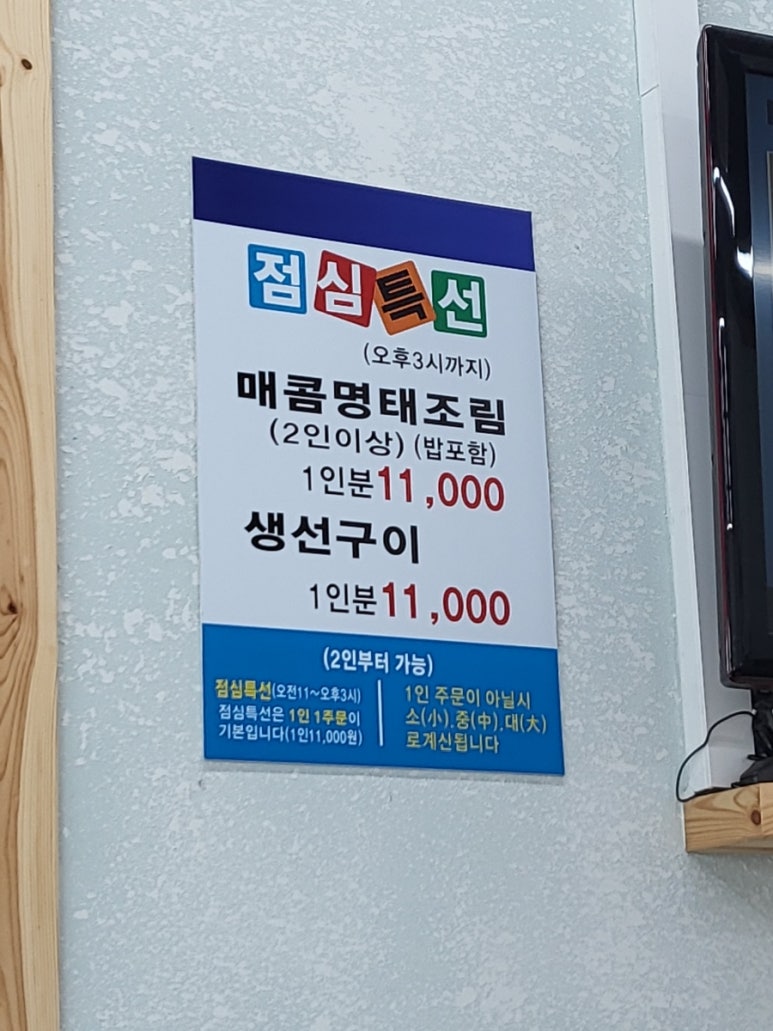 점심특선
(오후3시까지)
매콤명태조림
(2인이상) (밥포함)
1인분 11,000
생선구이
1인분 11,000
(2인부터 가능)
점심특선(오전11~오후3시)
점심특선은 1인 1주문이
기본입니다(1인11,000원)
1인 주문이 아닐시
소(小).중(中).대(大)
로계신됩니다